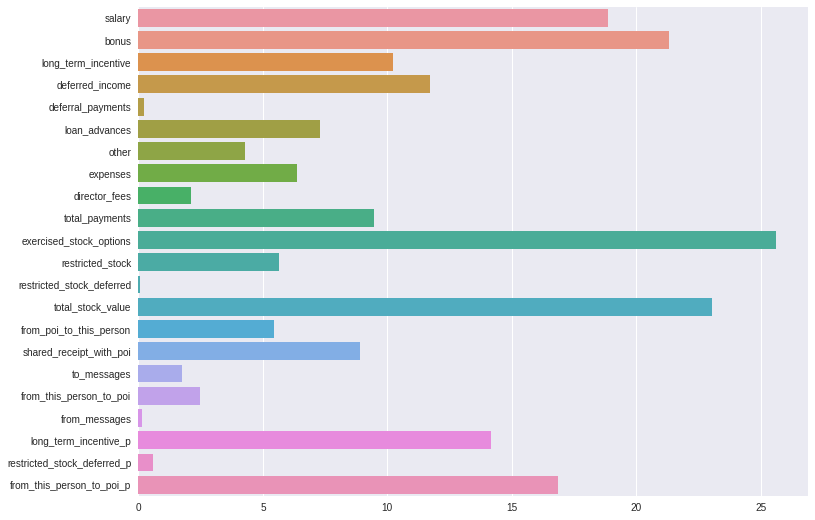 salary
bonus
long_term_incentive
deferred_income
deferral_payments
loan_advances
other
expenses
director_fees
total_payments
exercised_stock_options
restricted_stock
restricted_stock_deferred
total_stock_value
from_poi_to_this_person
shared_receipt_with_poi
to_messages
from_this_person_to_poi
from_messages
long_term_incentive_p
restricted_stock_deferred_p
from_this_person_to_poi_p
0 5 10 15 20 25